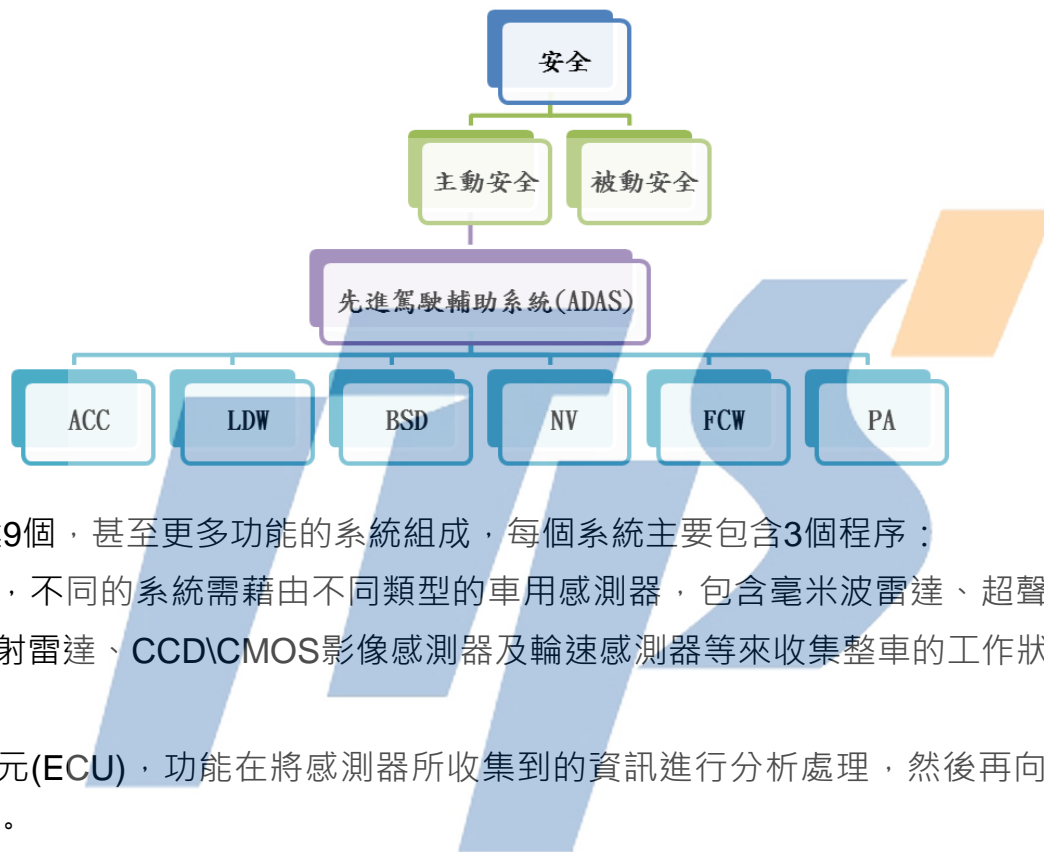 安全
主動安全 被動安全
先進駕駛輔助系統(ADAS)
ACC LDW BSD NV FCW PA
9個，甚至更多功能的系統組成，每個系統主要包含3個程序：
，不同的系統需藉由不同類型的車用感測器，包含毫米波雷達、超聲
射雷達、CCD\CMOS影像感測器及輪速感測器等來收集整車的工作狀
元(ECU)，功能在將感測器所收集到的資訊進行分析處理，然後再向
。